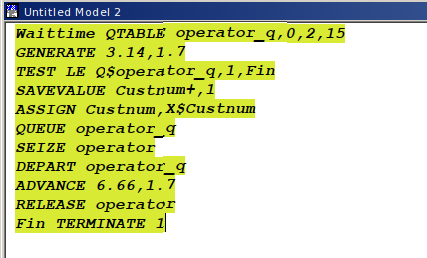 Untitled Model 2
Waittime QTABLE operator_q,0,2,15
GENERATE 3.14,1.7
TEST LE Q$operator_q,1,Fin
SAVEVALUE Custnum+,1
ASSIGN Custnum,X$Custnum
QUEUE operator_q
SEIZE operator
DEPART operator_q
ADVANCE 6.66,1.7
RELEASE operator
Fin TERMINATE 1